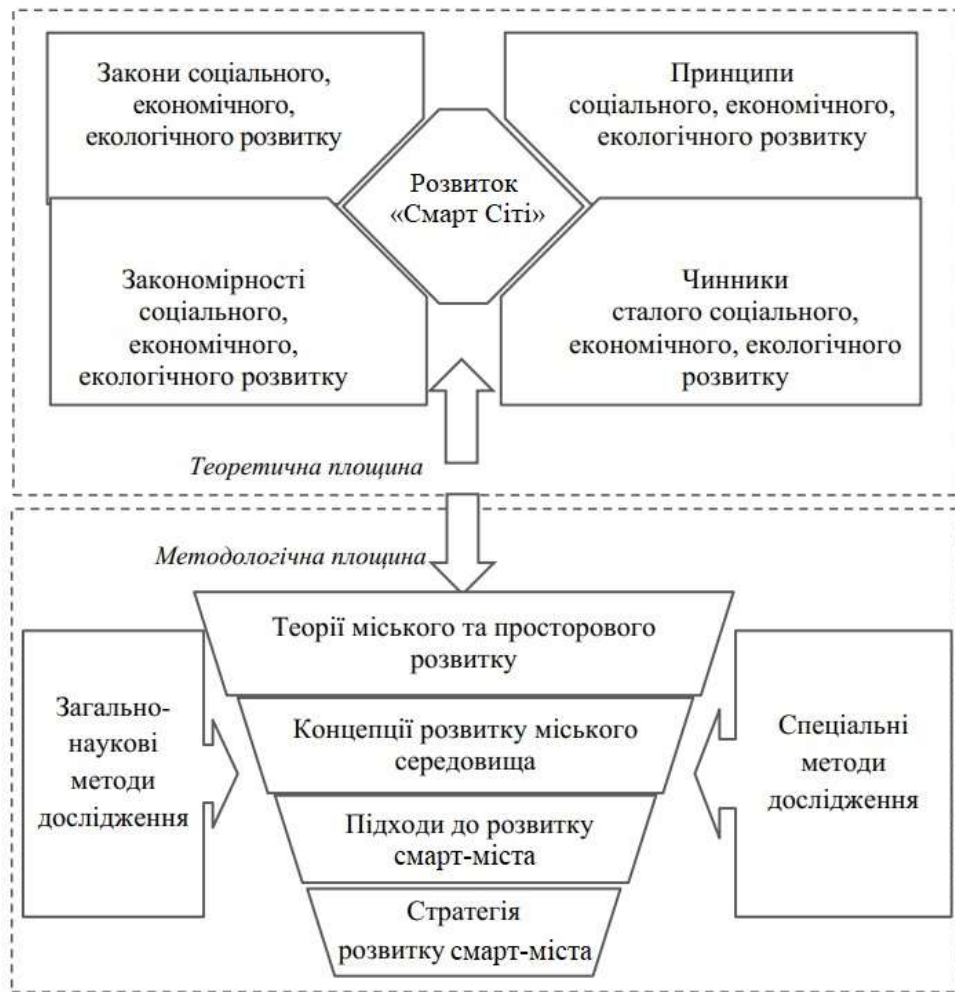 Закони соціального,
економічного,
екологічного розвитку
Принципи
соціального, економічного,
екологічного розвитку
Розвиток
«Смарт Сіті»
Закономірності
соціального,
економічного,
екологічного розвитку
Чинники
сталого соціального,
економічного, екологічного
розвитку
Теоретична площина
Методологічна площина
Теорії міського та просторового
розвитку
Загально-
наукові
методи
дослідження
Концепції розвитку міського
середовища
Спеціальні
методи
дослідження
Підходи до розвитку
смарт-міста
Стратегія
розвитку смарт-міста